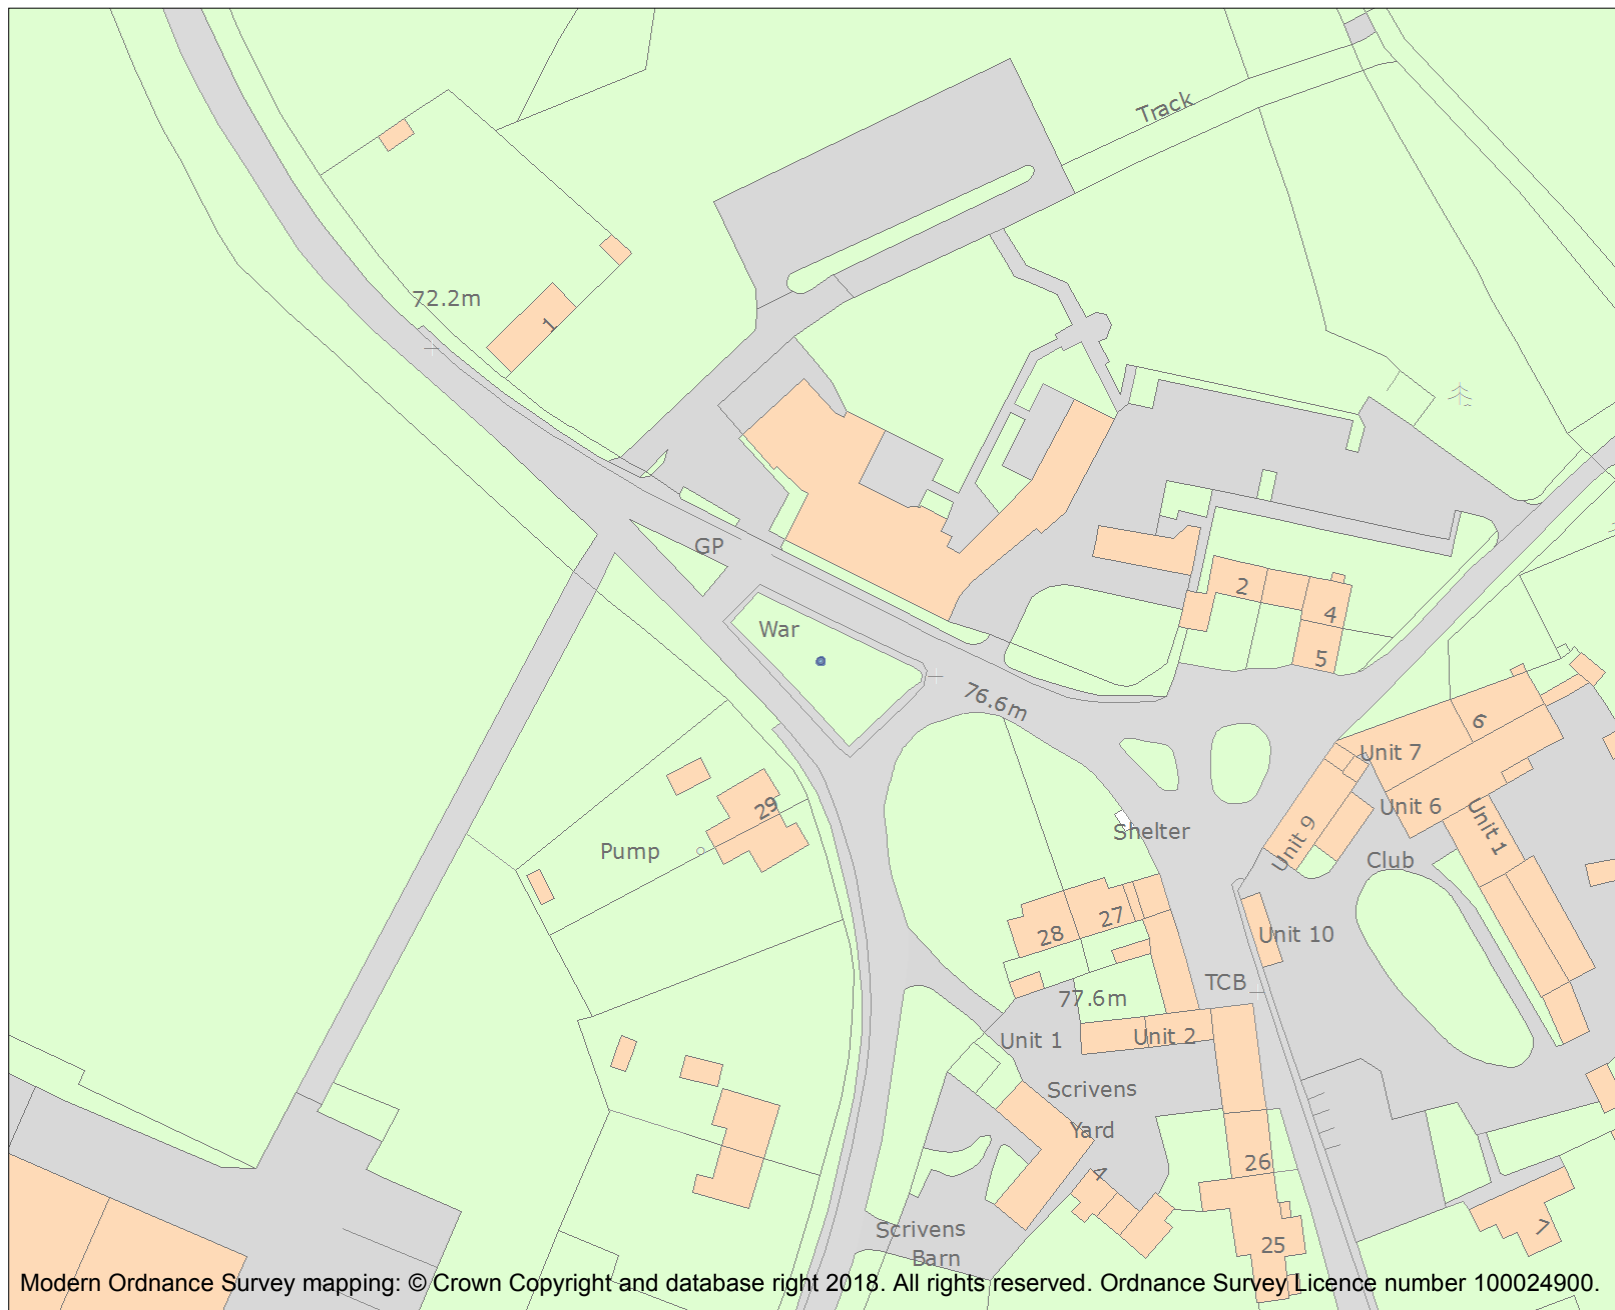 Track
72.2m
1
GP
War
76.6m
2
4
5
6
Unit 7
Unit 6
Unit 1
Unit 9
Shelter
Club
29
Pump
28
27
Unit 10
TCB
77.6m
Unit 1
Unit 2
Scrivens
Yard
4
26
25
7
Scrivens
Barn
Modern Ordnance Survey mapping: © Crown Copyright and database right 2018. All rights reserved. Ordnance Survey Licence number 100024900.